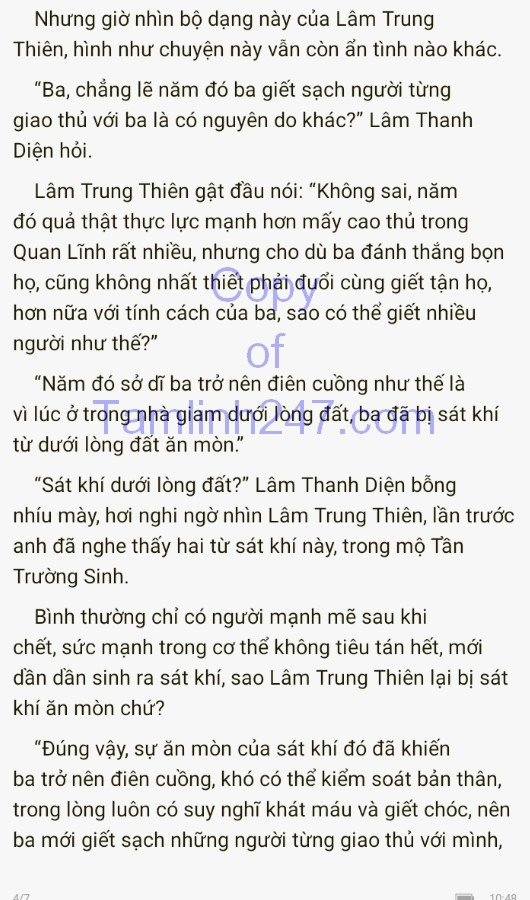 Nhưng giờ nhìn bộ dạng này của Lâm Trung
Thiên, hình như chuyện này vẫn còn ẩn tình nào khác.
“Ba, chẳng lẽ năm đó ba giết sạch người từng
giao thủ với ba là có nguyên do khác?” Lâm Thanh
Diện hỏi.
Lâm Trung Thiên gật đầu nói: “Không sai, năm
đó quả thật thực lực mạnh hơn mấy cao thủ trong
Quan Lĩnh rất nhiều, nhưng cho dù ba đánh thắng bọn
họ, cũng không nhất thiết phải đuổi cùng giết tận họ,
hơn nữa với tính cách của ba, sao có thể giết nhiều
người như thế?”
“Năm đó sở dĩ ba trở nên điên cuồng như thế là
vì lúc ở trong nhà giam dưới lòng đất, ba đã bị sát khí
từ dưới lòng đất ăn mòn.”
“Sát khí dưới lòng đất?” Lâm Thanh Diện bỗng
nhíu mày, hơi nghi ngờ nhìn Lâm Trung Thiên, lần trước
anh đã nghe thấy hai từ sát khí này, trong mộ Tần
Trường Sinh.
Bình thường chỉ có người mạnh mẽ sau khi
chết, sức mạnh trong cơ thể không tiêu tán hết, mới
dần dần sinh ra sát khí, sao Lâm Trung Thiên lại bị sát
khí ăn mòn chứ?
“Đúng vậy, sự ăn mòn của sát khí đó đã khiến
ba trở nên điên cuồng, khó có thể kiểm soát bản thân,
trong lòng luôn có suy nghĩ khát máu và giết chóc, nên
ba mới giết sạch những người từng giao thủ với mình,
Copy
of
Tamlinh247.com
4/7
10:48